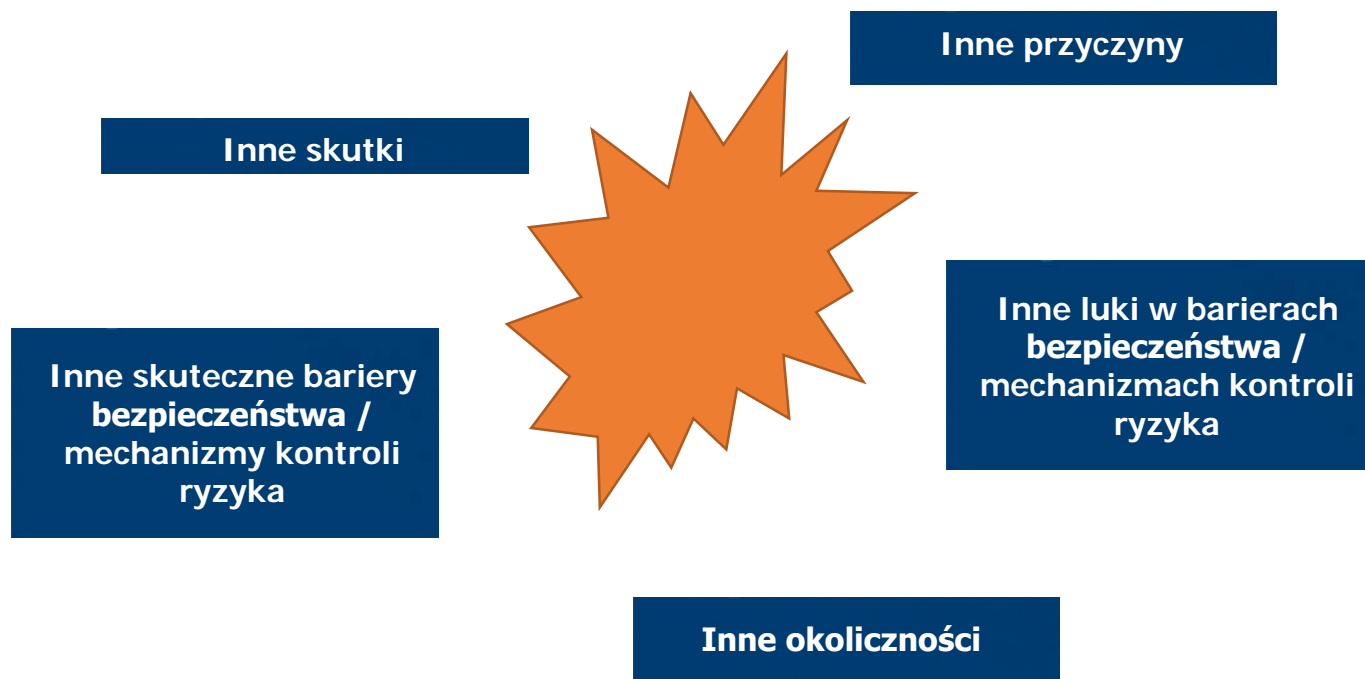 Inne przyczyny
Inne skutki
Inne luki w barierach
bezpieczeństwa /
mechanizmach kontroli
ryzyka
Inne skuteczne bariery
bezpieczeństwa /
mechanizmy kontroli
ryzyka
Inne okoliczności